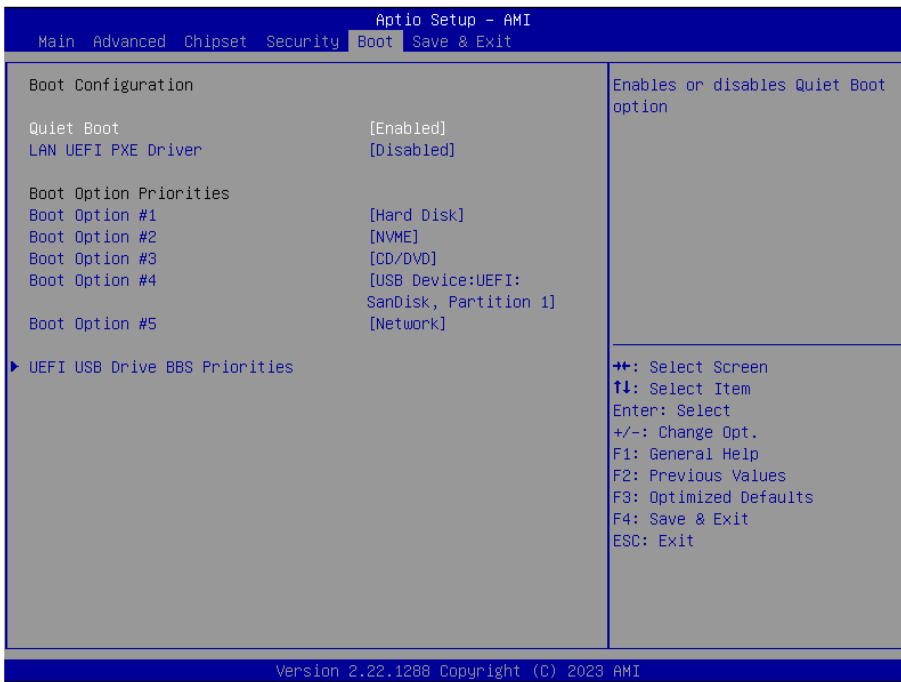 Aptio Setup – AMI
Main Advanced Chipset Security Boot Save & Exit
Boot Configuration
Quiet Boot [Enabled]
LAN UEFI PXE Driver [Disabled]
Boot Option Priorities
Boot Option #1 [Hard Disk]
Boot Option #2 [NVME]
Boot Option #3 [CD/DVD]
Boot Option #4 [USB Device:UEFI:
SanDisk, Partition 1]
Boot Option #5 [Network]
UEFI USB Drive BBS Priorities
Enables or disables Quiet Boot
option
→←: Select Screen
↑↓: Select Item
Enter: Select
+/-: Change Opt.
F1: General Help
F2: Previous Values
F3: Optimized Defaults
F4: Save & Exit
ESC: Exit
Version 2.22.1288 Copyright (C) 2023 AMI